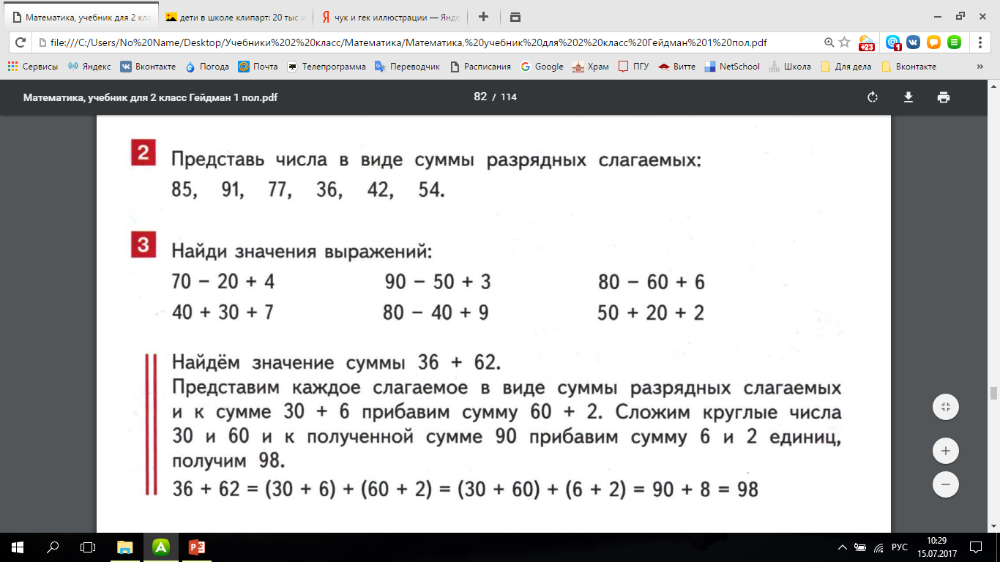 Математика, учебник для 2 кла
дети в школе клипарт: 20 тыс и
Я чук и гек иллюстрации — Янде
file:///C:/Users/No%20Name/Desktop/Учебники%202%20класс/Математика/Математика,%20учебник%20для%202%20класс%20Гейдман%201%20пол.pdf
+23 1
Сервисы Яндекс Вконтакте Погода Почта Телепрограмма Переводчик Расписания Google Храм ПГУ Витте NetSchool Школа Для дела Вконтакте »
Математика, учебник для 2 класс Гейдман 1 пол.pdf 82 / 114
2 Представь числа в виде суммы разрядных слагаемых:
85, 91, 77, 36, 42, 54.
3 Найди значения выражений:
70 − 20 + 4 90 − 50 + 3 80 − 60 + 6
40 + 30 + 7 80 − 40 + 9 50 + 20 + 2
Найдём значение суммы 36 + 62.
Представим каждое слагаемое в виде суммы разрядных слагаемых
и к сумме 30 + 6 прибавим сумму 60 + 2. Сложим круглые числа
30 и 60 и к полученной сумме 90 прибавим сумму 6 и 2 единиц,
получим 98.
36 + 62 = (30 + 6) + (60 + 2) = (30 + 60) + (6 + 2) = 90 + 8 = 98
РУС
10:29
15.07.2017